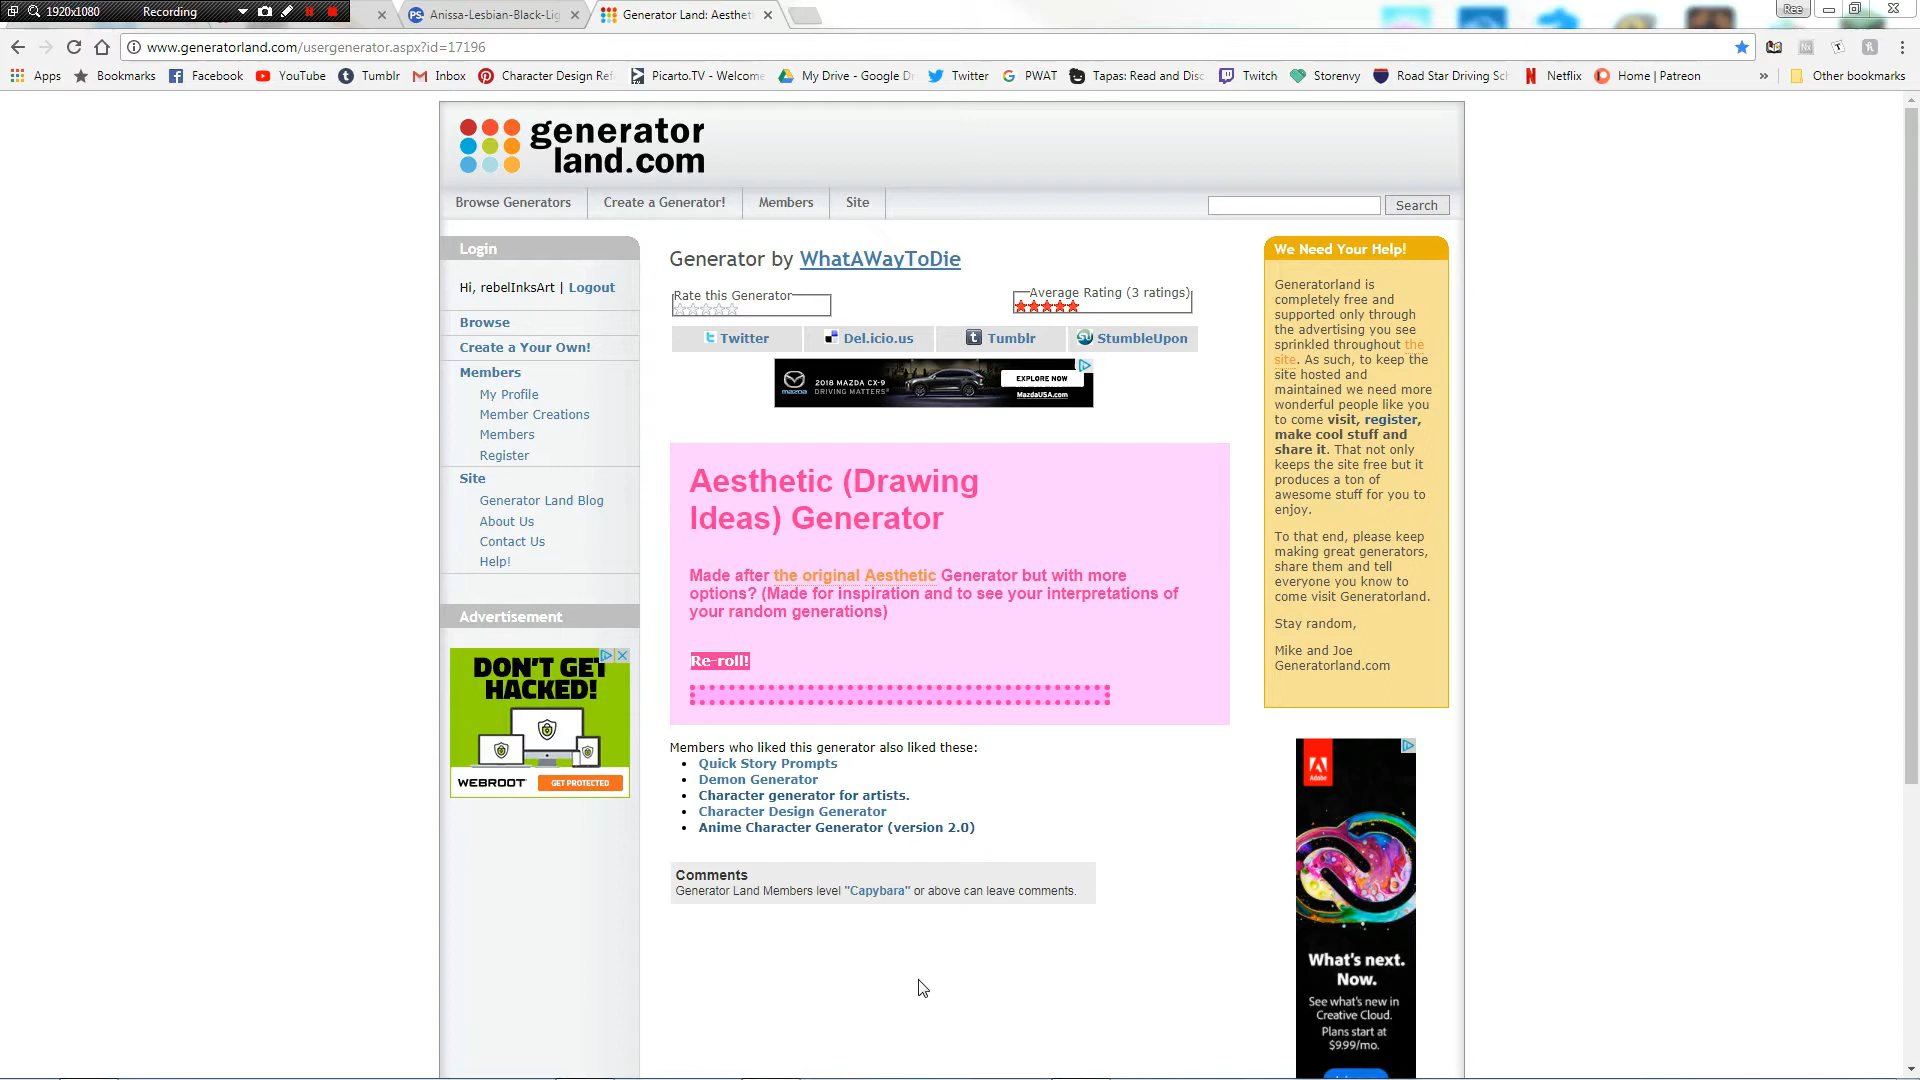 1920x1080 Recording
Anissa-Lesbian-Black-Lig
Generator Land: Aesthet
Ree
www.generatorland.com/usergenerator.aspx?id=17196
Apps Bookmarks Facebook YouTube Tumblr Inbox Character Design Ref Picarto.TV - Welcome My Drive - Google D Twitter PWAT Tapas: Read and Disc Twitch Storenvy Road Star Driving Sch Netflix Home | Patreon » Other bookmarks
generator
land.com
Browse Generators Create a Generator! Members Site Search
Login
Hi, rebelInksArt | Logout
Browse
Create a Your Own!
Members
My Profile
Member Creations
Members
Register
Site
Generator Land Blog
About Us
Contact Us
Help!
Advertisement
DON'T GET
HACKED!
WEBROOT GET PROTECTED
Generator by WhatAWayToDie
Rate this Generator
Average Rating (3 ratings)
Twitter Del.icio.us Tumblr StumbleUpon
mazda 2018 MAZDA CX-9
DRIVING MATTERS®
EXPLORE NOW
MazdaUSA.com
Aesthetic (Drawing
Ideas) Generator
Made after the original Aesthetic Generator but with more
options? (Made for inspiration and to see your interpretations of
your random generations)
Re-roll!
Members who liked this generator also liked these:
Quick Story Prompts
Demon Generator
Character generator for artists.
Character Design Generator
Anime Character Generator (version 2.0)
Comments
Generator Land Members level "Capybara" or above can leave comments.
We Need Your Help!
Generatorland is
completely free and
supported only through
the advertising you see
sprinkled throughout the
site. As such, to keep the
site hosted and
maintained we need more
wonderful people like you
to come visit, register,
make cool stuff and
share it. That not only
keeps the site free but it
produces a ton of
awesome stuff for you to
enjoy.
To that end, please keep
making great generators,
share them and tell
everyone you know to
come visit Generatorland.
Stay random,
Mike and Joe
Generatorland.com
Adobe
What's next.
Now.
See what's new in
Creative Cloud.
Plans start at
$9.99/mo.